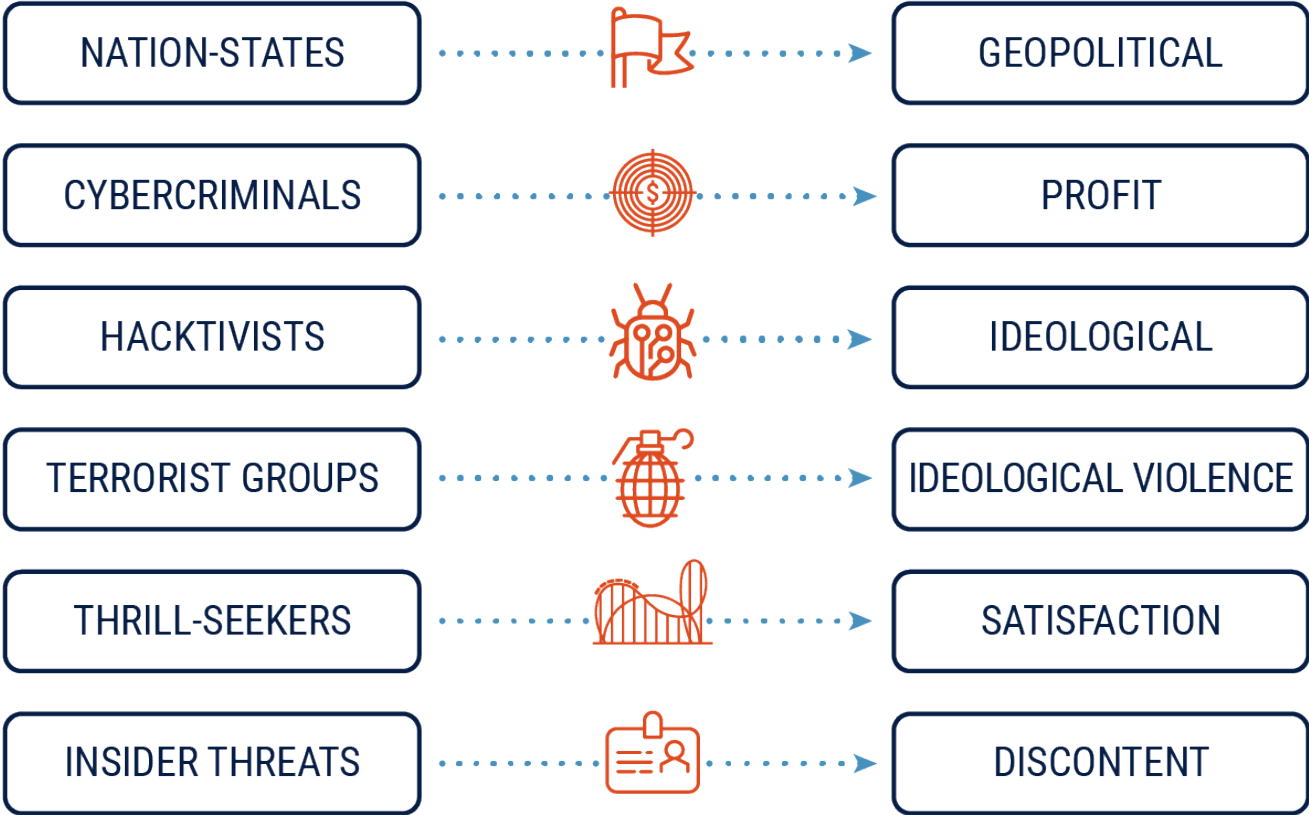 NATION-STATES
GEOPOLITICAL
CYBERCRIMINALS
$
PROFIT
HACKTIVISTS
IDEOLOGICAL
TERRORIST GROUPS
IDEOLOGICAL VIOLENCE
THRILL-SEEKERS
SATISFACTION
INSIDER THREATS
DISCONTENT